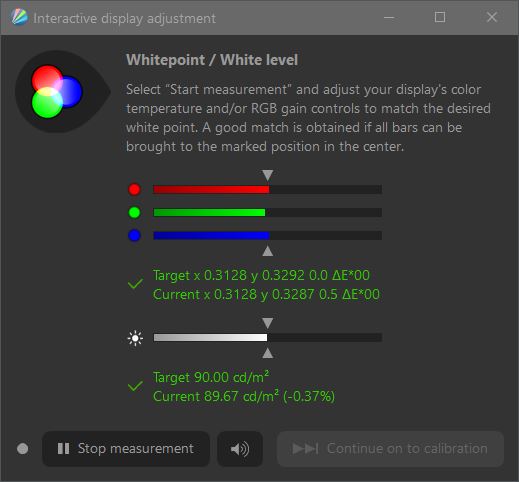 Interactive display adjustment
Whitepoint / White level
Select “Start measurement” and adjust your display's color
temperature and/or RGB gain controls to match the desired
white point. A good match is obtained if all bars can be
brought to the marked position in the center.
Target x 0.3128 y 0.3292 0.0 ΔE*00
Current x 0.3128 y 0.3287 0.5 ΔE*00
Target 90.00 cd/m²
Current 89.67 cd/m² (-0.37%)
Stop measurement
Continue on to calibration